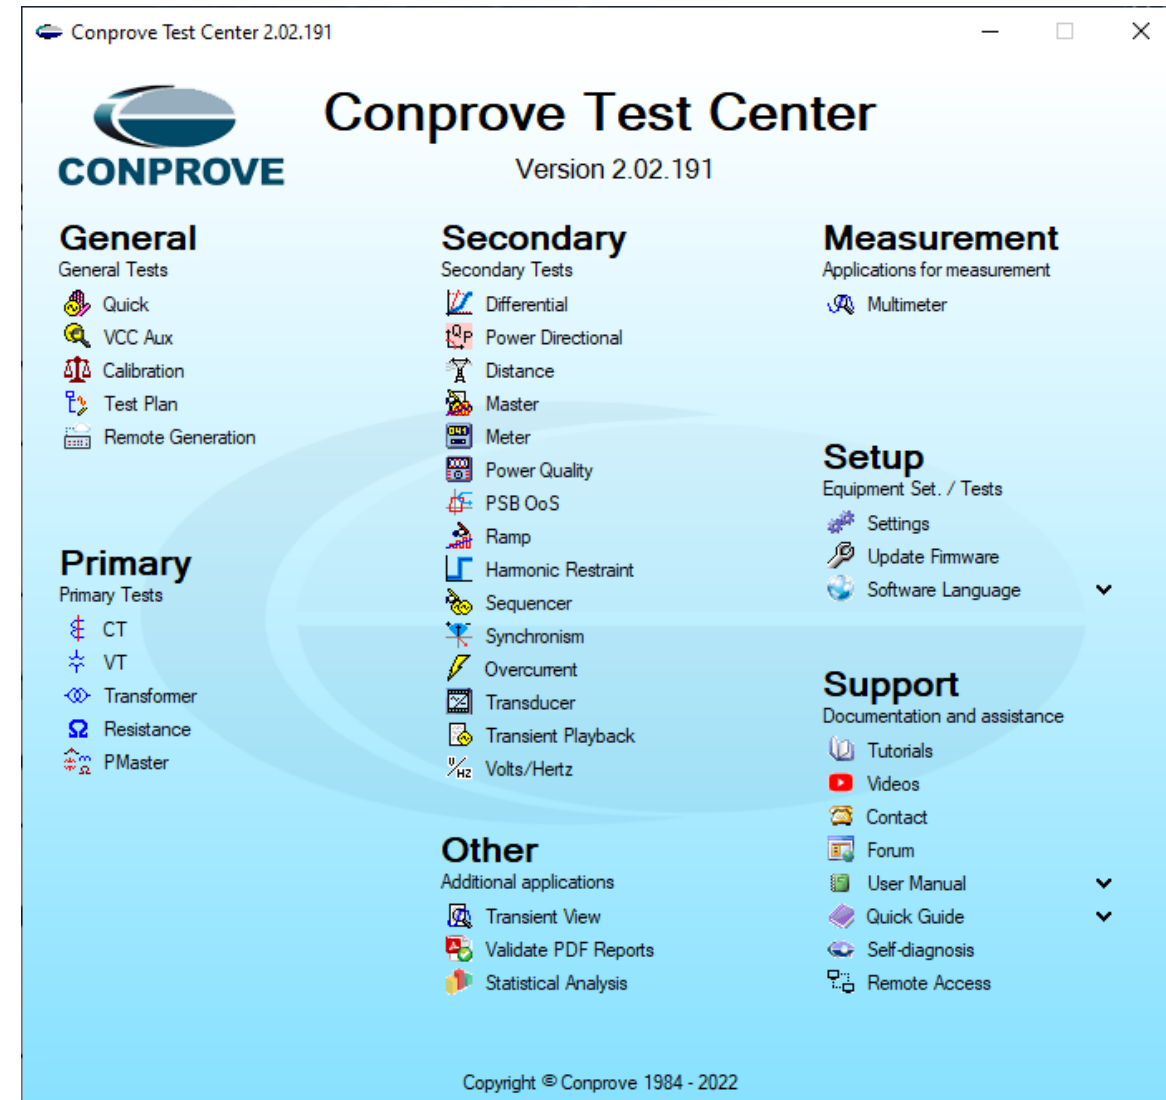 Conprove Test Center 2.02.191
CONPROVE
Conprove Test Center
Version 2.02.191
General
General Tests
Quick
VCC Aux
Calibration
Test Plan
Remote Generation
Primary
Primary Tests
CT
VT
Transformer
Resistance
PMaster
Secondary
Secondary Tests
Differential
Power Directional
Distance
Master
Meter
Power Quality
PSB OoS
Ramp
Harmonic Restraint
Sequencer
Synchronism
Overcurrent
Transducer
Transient Playback
Volts/Hertz
Other
Additional applications
Transient View
Validate PDF Reports
Statistical Analysis
Measurement
Applications for measurement
Multimeter
Setup
Equipment Set. / Tests
Settings
Update Firmware
Software Language
Support
Documentation and assistance
Tutorials
Videos
Contact
Forum
User Manual
Quick Guide
Self-diagnosis
Remote Access
Copyright © Conprove 1984 - 2022